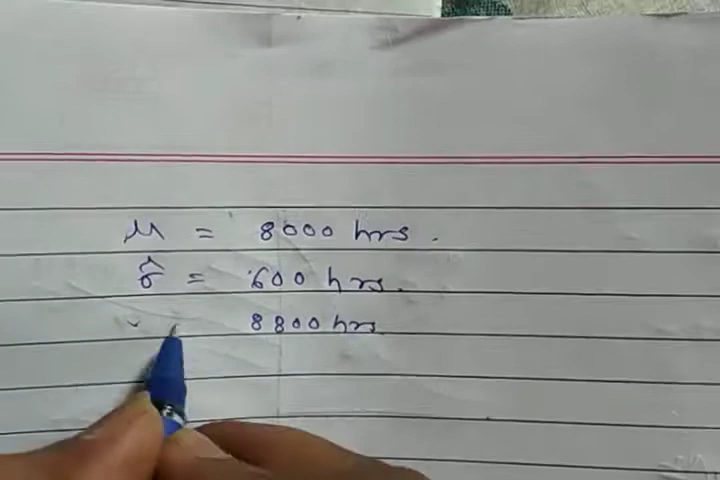 μ = 8000 hrs.
σ̂ = 600 hrs.
8800 hrs